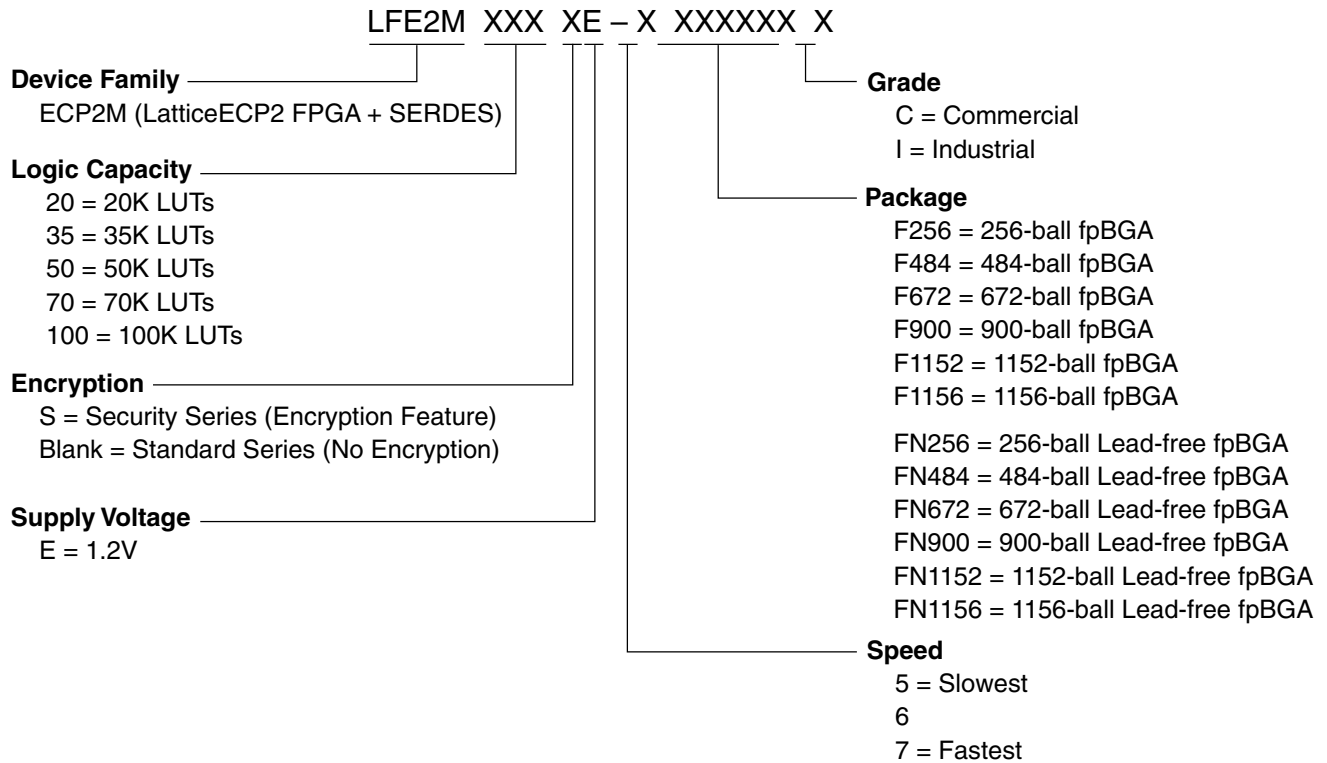 LFE2M XXX XE – X XXXXXX X
Device Family
ECP2M (LatticeECP2 FPGA + SERDES)
Logic Capacity
20 = 20K LUTs
35 = 35K LUTs
50 = 50K LUTs
70 = 70K LUTs
100 = 100K LUTs
Encryption
S = Security Series (Encryption Feature)
Blank = Standard Series (No Encryption)
Supply Voltage
E = 1.2V
Grade
C = Commercial
I = Industrial
Package
F256 = 256-ball fpBGA
F484 = 484-ball fpBGA
F672 = 672-ball fpBGA
F900 = 900-ball fpBGA
F1152 = 1152-ball fpBGA
F1156 = 1156-ball fpBGA
FN256 = 256-ball Lead-free fpBGA
FN484 = 484-ball Lead-free fpBGA
FN672 = 672-ball Lead-free fpBGA
FN900 = 900-ball Lead-free fpBGA
FN1152 = 1152-ball Lead-free fpBGA
FN1156 = 1156-ball Lead-free fpBGA
Speed
5 = Slowest
6
7 = Fastest